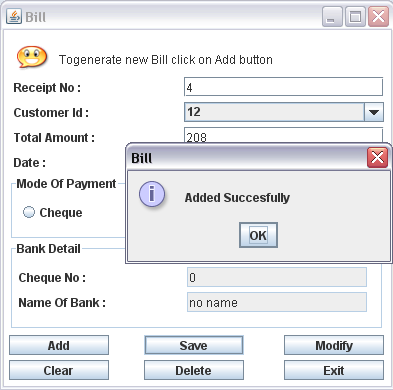 Bill
Togenerate new Bill click on Add button
Receipt No :
4
Customer Id :
12
Total Amount :
208
Date :
Bill
Added Succesfully
OK
Mode Of Payment
Cheque
Bank Detail
Cheque No :
0
Name Of Bank :
no name
Add
Save
Modify
Clear
Delete
Exit